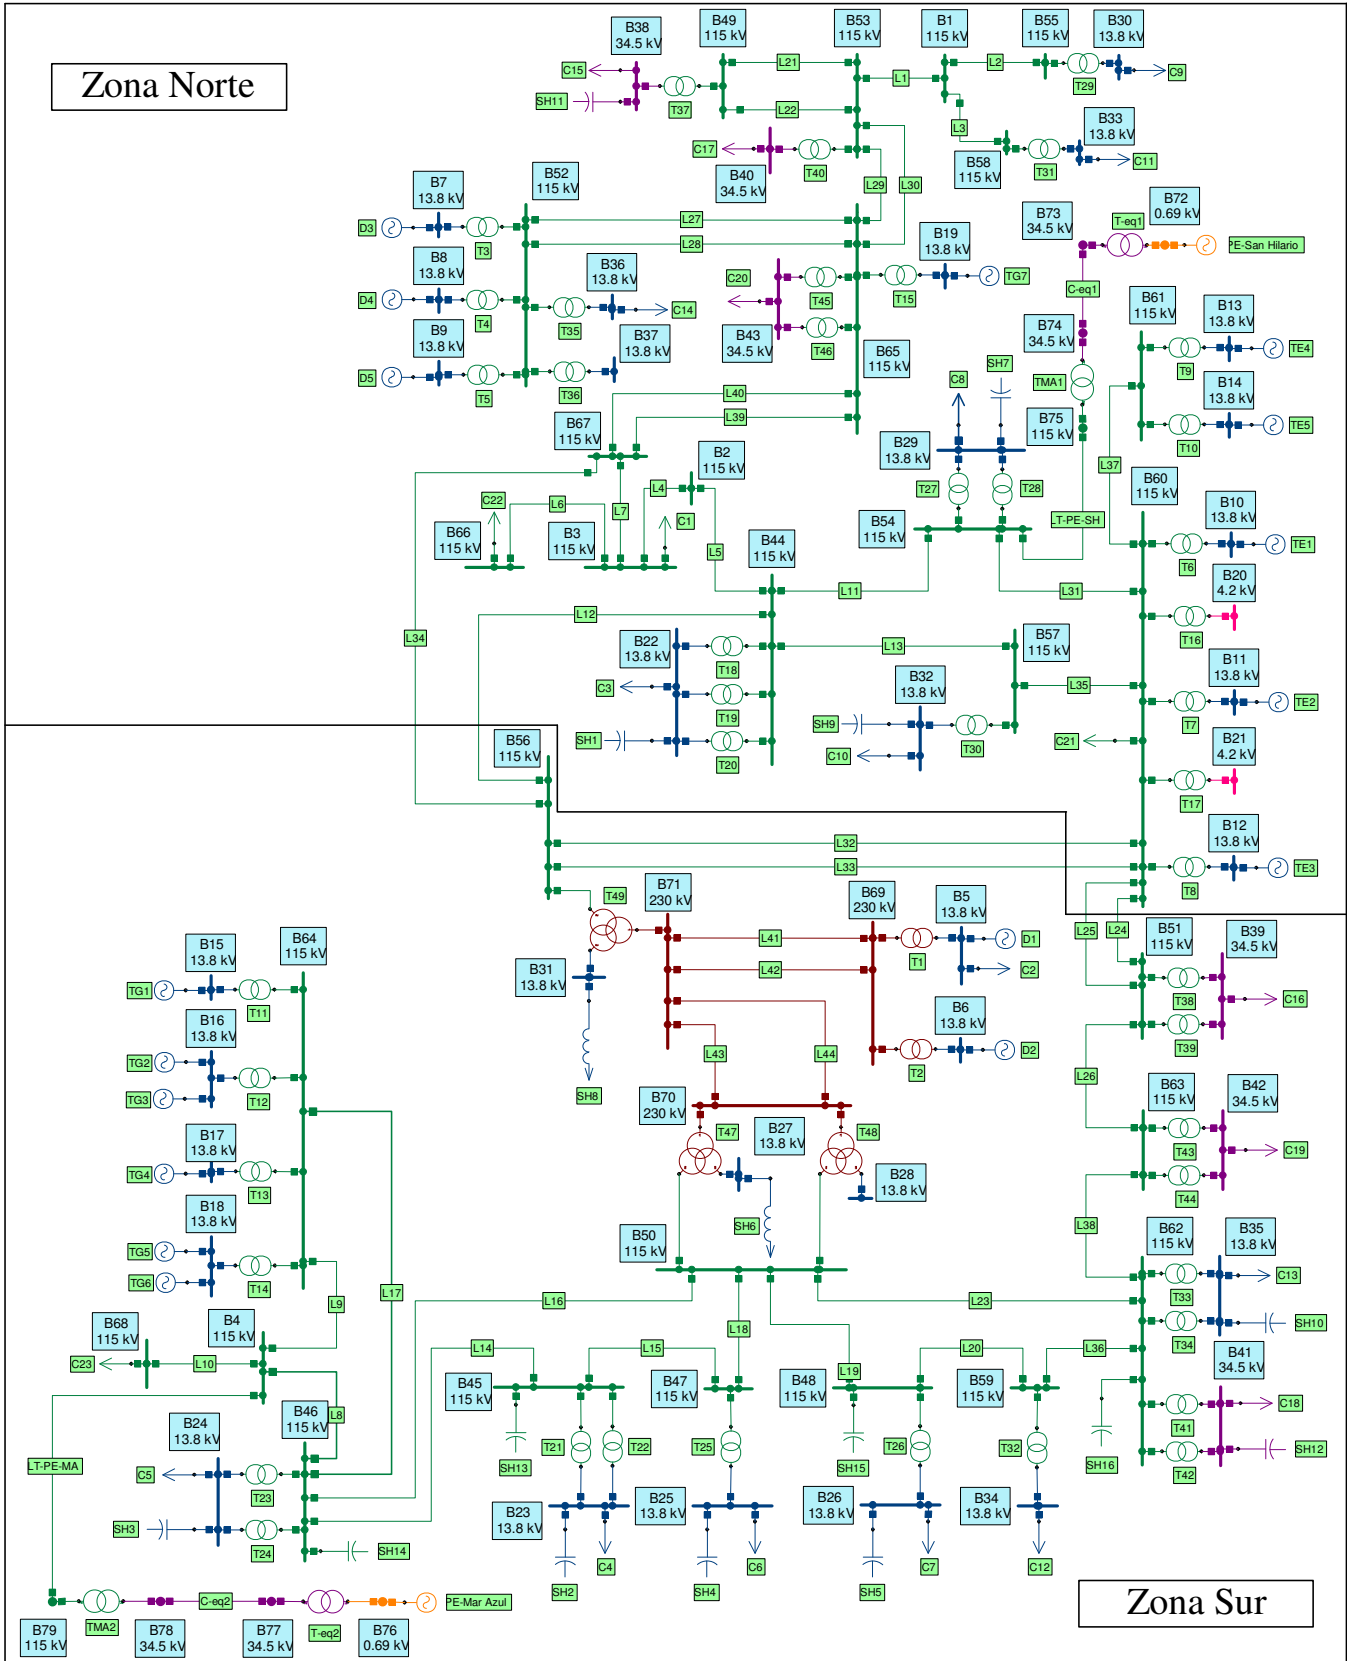 Zona Norte
B38
34.5 kV
B49
115 kV
B53
115 kV
B1
115 kV
B55
115 kV
B30
13.8 kV
C15
SH11
T37
L21
L22
L1
L2
T29
C9
L3
B33
13.8 kV
B58
115 kV
T31
C11
C17
B40
34.5 kV
T40
L29
L30
B52
115 kV
B7
13.8 kV
D3
T3
L27
L28
B8
13.8 kV
D4
T4
B36
13.8 kV
T35
C14
B9
13.8 kV
D5
T5
B37
13.8 kV
T36
B19
13.8 kV
T15
TG7
C20
T45
B43
34.5 kV
T46
B65
115 kV
B73
34.5 kV
T-eq1
B72
0.69 kV
PE-San Hilario
C-eq1
B74
34.5 kV
TMA1
B75
115 kV
B61
115 kV
B13
13.8 kV
T9
TE4
B14
13.8 kV
T10
TE5
L37
L40
L39
B67
115 kV
B2
115 kV
C8
SH7
B29
13.8 kV
T27
T28
LT-PE-SH
B60
115 kV
B10
13.8 kV
T6
TE1
C22
L6
L7
L4
C1
B66
115 kV
B3
115 kV
L5
B44
115 kV
B54
115 kV
L11
L31
B20
4.2 kV
T16
L34
L12
B22
13.8 kV
T18
C3
T19
SH1
T20
L13
B57
115 kV
L35
B32
13.8 kV
SH9
T30
C10
B11
13.8 kV
T7
TE2
C21
B21
4.2 kV
T17
B56
115 kV
L32
L33
B12
13.8 kV
T8
TE3
T49
B71
230 kV
B69
230 kV
B5
13.8 kV
D1
T1
C2
L41
L42
B31
13.8 kV
SH8
B6
13.8 kV
T2
D2
L43
L44
L25
L24
B51
115 kV
B39
34.5 kV
T38
C16
T39
L26
B15
13.8 kV
B64
115 kV
TG1
T11
B16
13.8 kV
TG2
TG3
T12
B17
13.8 kV
TG4
T13
B18
13.8 kV
TG5
TG6
T14
L17
L9
B70
230 kV
T47
B27
13.8 kV
T48
B28
13.8 kV
SH6
B50
115 kV
B63
115 kV
B42
34.5 kV
T43
C19
T44
L38
B62
115 kV
B35
13.8 kV
T33
C13
T34
SH10
B41
34.5 kV
T41
C18
T42
SH12
SH16
L16
L18
L23
L19
B68
115 kV
B4
115 kV
C23
L10
L14
L15
L20
L36
B45
115 kV
B47
115 kV
B48
115 kV
B59
115 kV
B24
13.8 kV
B46
115 kV
L8
LT-PE-MA
C5
T23
SH3
T24
SH14
SH13
T21
T22
T25
SH15
T26
T32
B23
13.8 kV
B25
13.8 kV
B26
13.8 kV
B34
13.8 kV
SH2
C4
SH4
C6
SH5
C7
C12
B79
115 kV
TMA2
B78
34.5 kV
C-eq2
B77
34.5 kV
T-eq2
B76
0.69 kV
PE-Mar Azul
Zona Sur